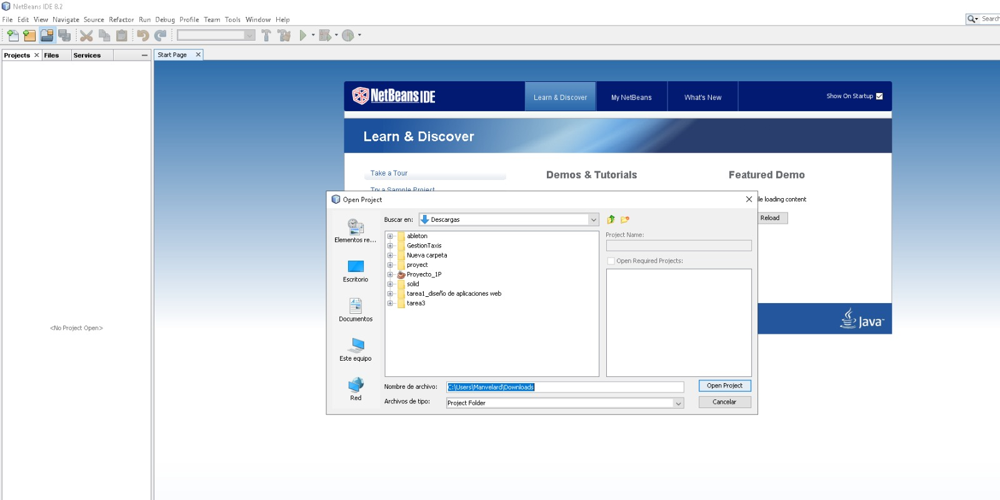 NetBeans IDE 8.2
File Edit View Navigate Source Refactor Run Debug Profile Team Tools Window Help
Search
Projects Files Services
Start Page
NetBeans IDE
Learn & Discover My NetBeans What's New Show On Startup
Learn & Discover
Take a Tour
Try a Sample Project
Demos & Tutorials
Featured Demo
loading content
Reload
Java
<No Project Open>
Open Project
Buscar en: Descargas
Elementos re...
Escritorio
Documentos
Este equipo
Red
ableton
GestionTaxis
Nueva carpeta
proyect
Proyecto_1P
solid
tarea1_diseño de aplicaciones web
tarea3
Project Name:
Open Required Projects:
Nombre de archivo: C:\Users\Manvelard\Downloads
Open Project
Archivos de tipo: Project Folder
Cancelar